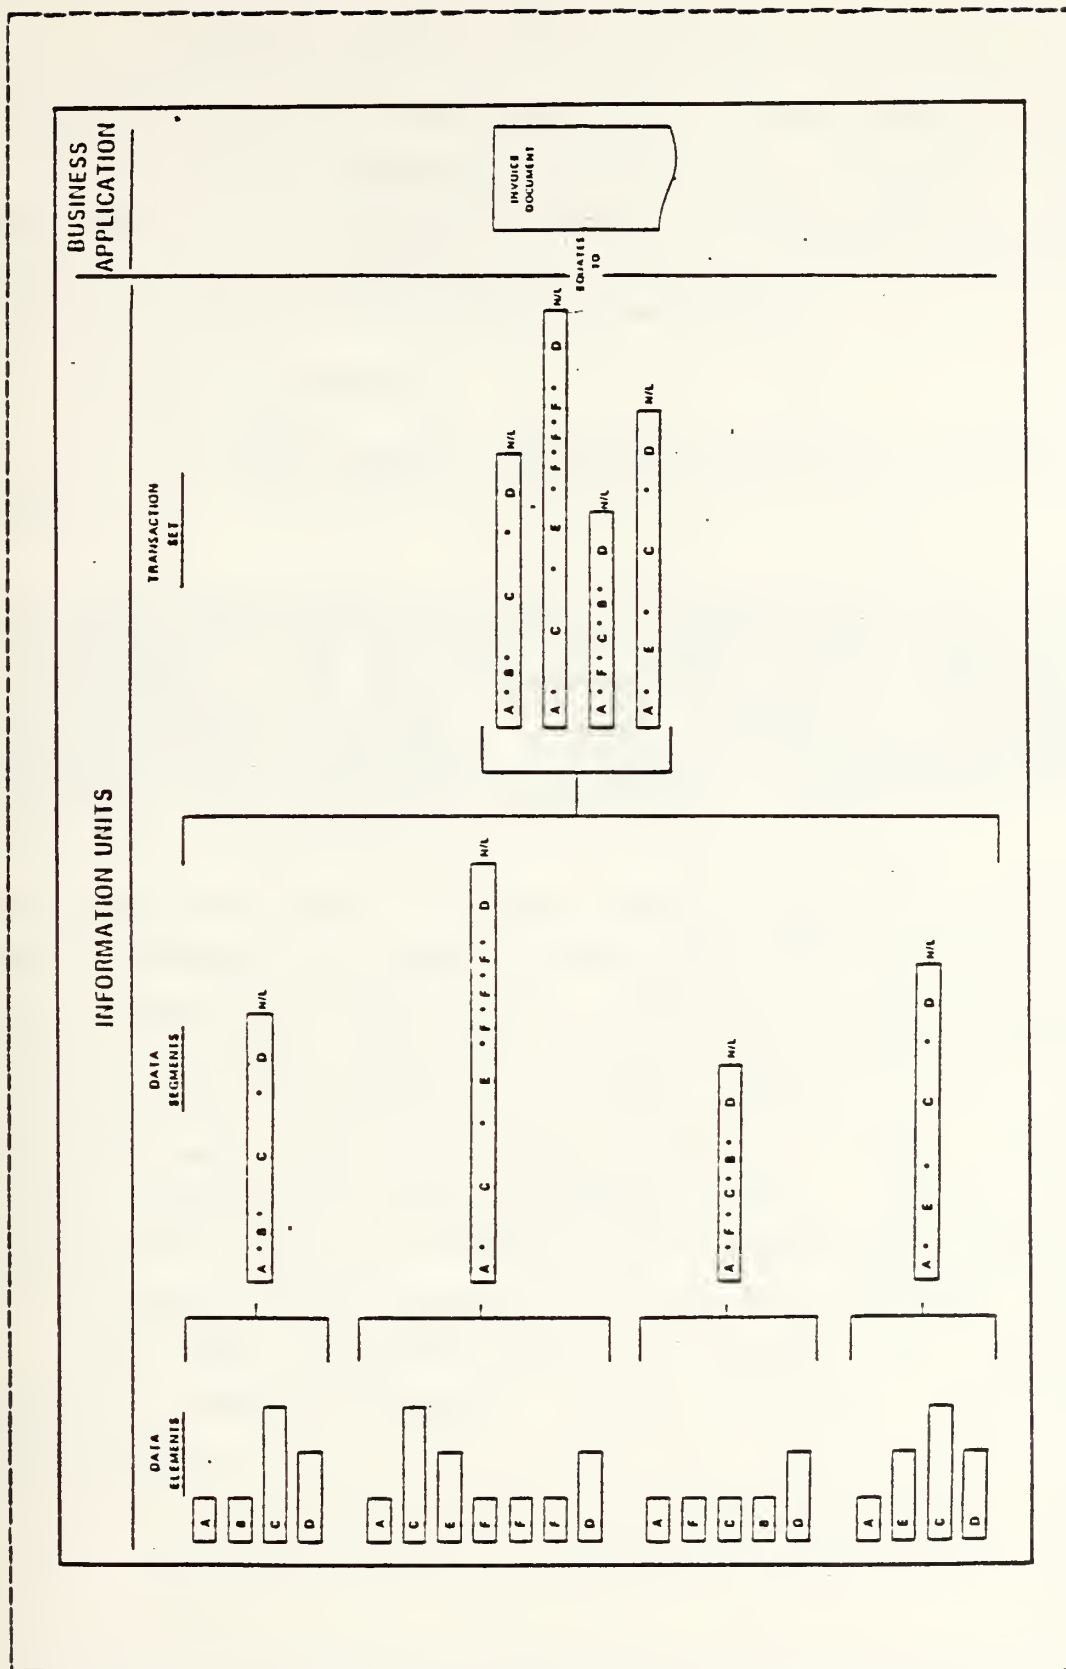 INFORMATION UNITS
BUSINESS
APPLICATION
DATA
ELEMENTS
DATA
SEGMENTS
TRANSACTION
SET
A
B
C
D
A * B * C * D N/L
A
C
E
F
F
F
D
A * C * E * F * F * F * D N/L
A
F
C
B
D
A * F * C * B * D N/L
A
E
C
D
A * E * C * D N/L
A * B * C * D N/L
A * C * E * F * F * F * D N/L
A * F * C * B * D N/L
A * E * C * D N/L
EQUATES
TO
INVOICE
DOCUMENT